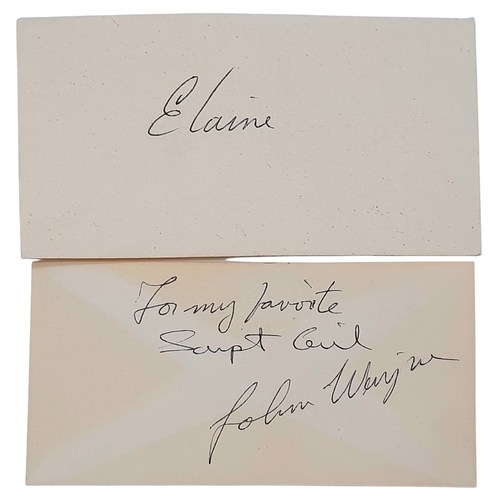 Elaine
For my favorite
Script Girl
John Wayne